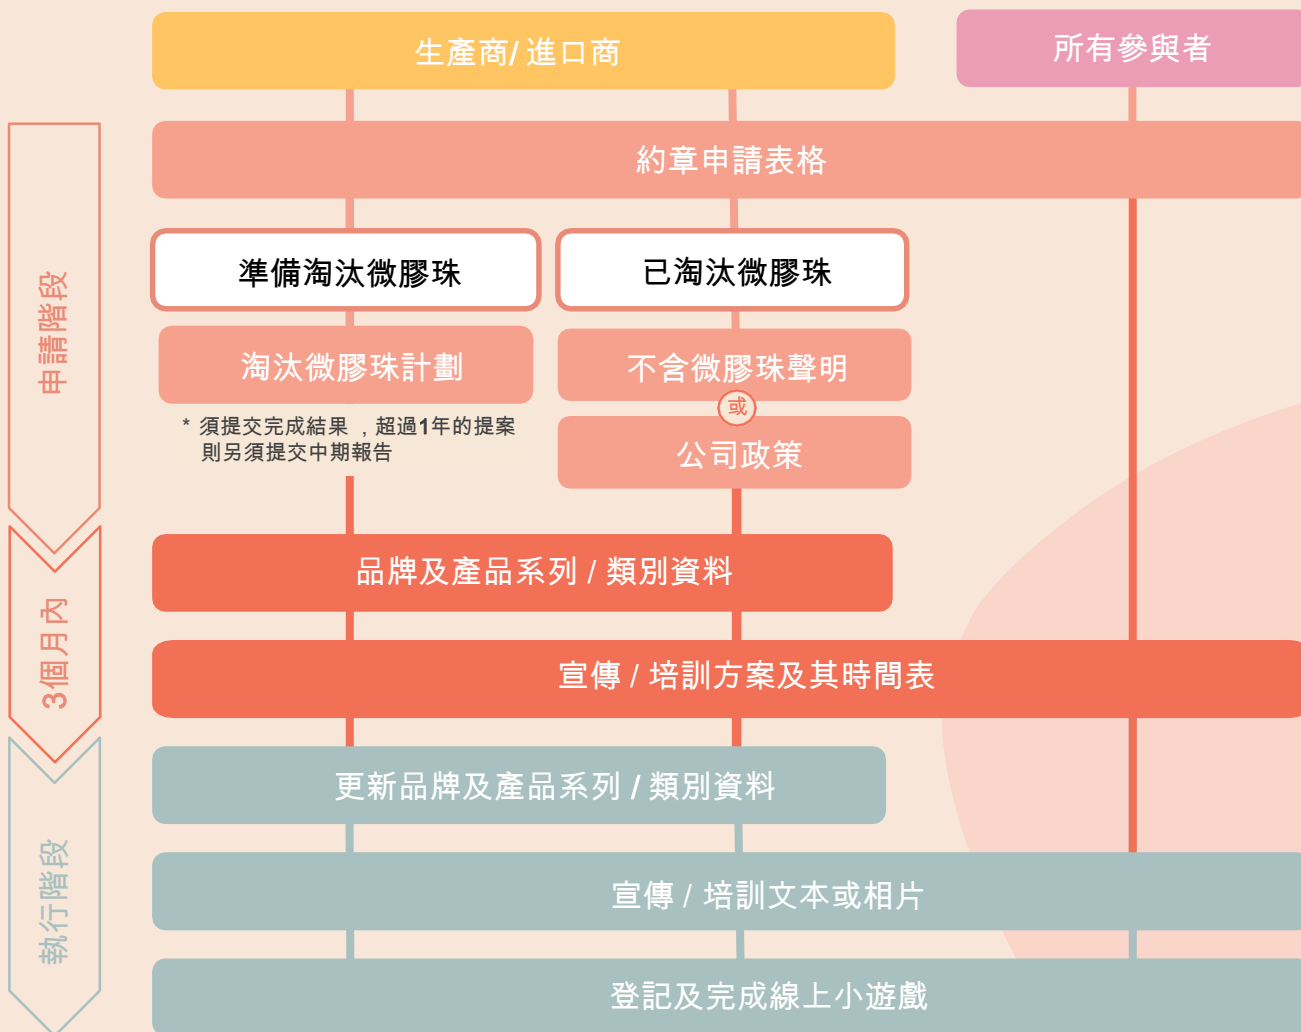 生產商/ 進口商
所有參與者
申請階段
約章申請表格
準備淘汰微膠珠
已淘汰微膠珠
淘汰微膠珠計劃
不含微膠珠聲明
或
* 須提交完成結果 ，超過1年的提案
則另須提交中期報告
公司政策
3個月內
品牌及產品系列 / 類別資料
宣傳 / 培訓方案及其時間表
執行階段
更新品牌及產品系列 / 類別資料
宣傳 / 培訓文本或相片
登記及完成線上小遊戲